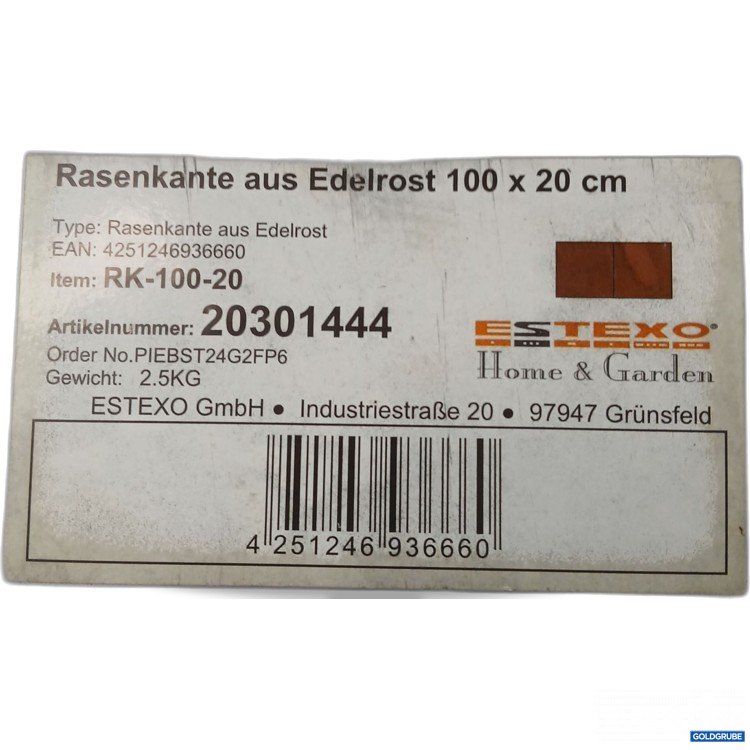 Rasenkante aus Edelrost 100 x 20 cm
Type: Rasenkante aus Edelrost
EAN: 4251246936660
Item: RK-100-20
Artikelnummer: 20301444
Order No.PIEBST24G2FP6
Gewicht: 2.5KG
ESTEXO®
Home & Garden
ESTEXO GmbH ● Industriestraße 20 ● 97947 Grünsfeld
4 251246 936660
GOLDGRUBE